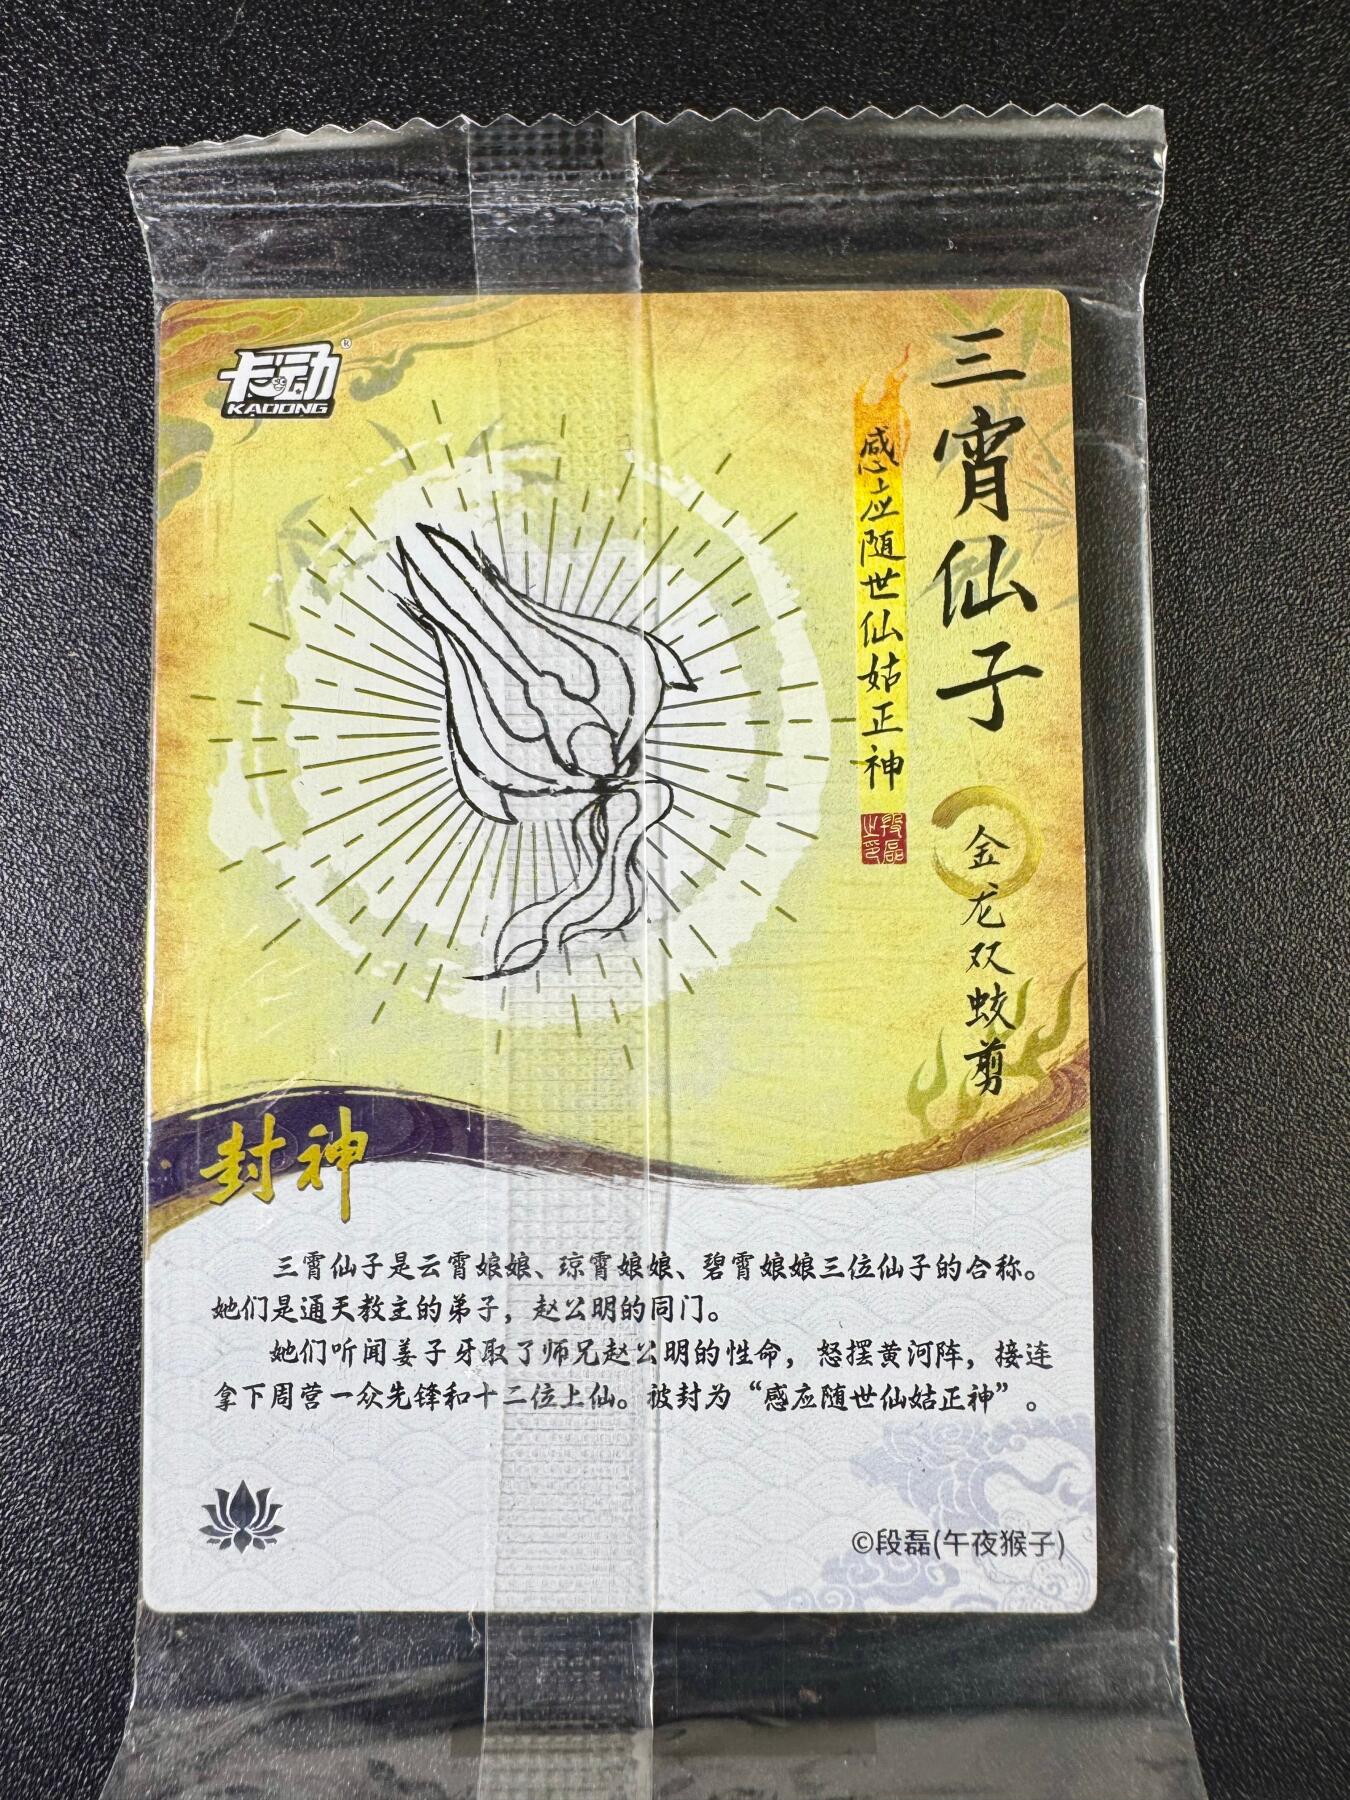 卡动®
KADONG
三宵仙子
感应随世仙姑正神
段磊之印
金龙双蛟剪
封神
三霄仙子是云霄娘娘、琼霄娘娘、碧霄娘娘三位仙子的合称。
她们是通天教主的弟子，赵公明的同门。
她们听闻姜子牙取了师兄赵公明的性命，怒摆黄河阵，接连
拿下周营一众先锋和十二位上仙。被封为“感应随世仙姑正神”。
©段磊(午夜猴子)